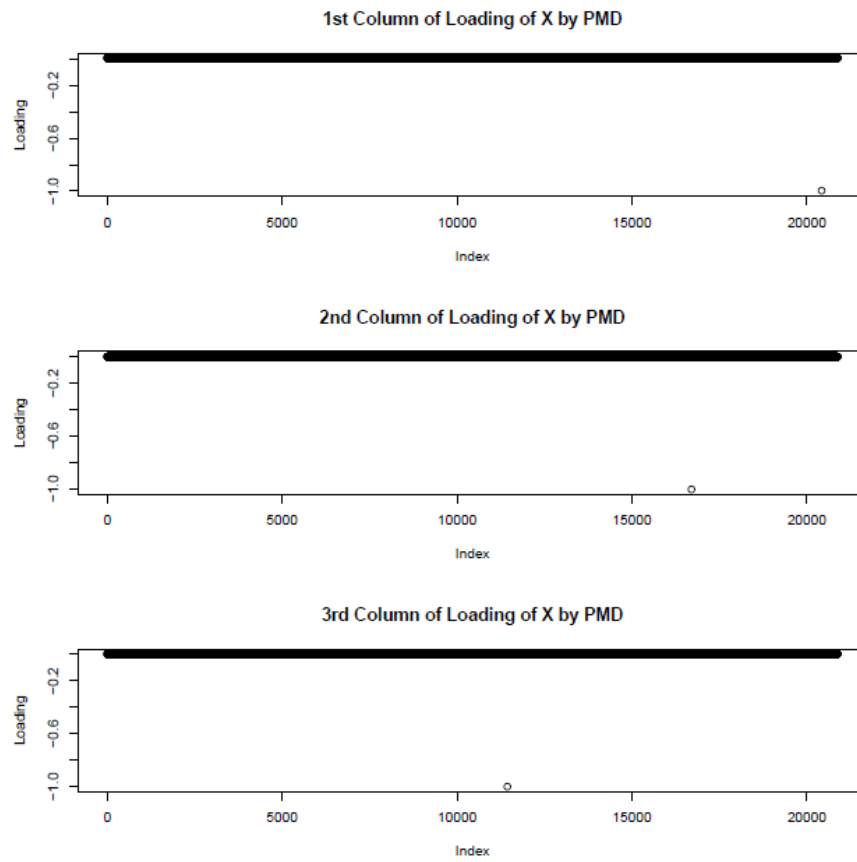 1st Column of Loading of X by PMD
Loading
−0.2
−0.6
−1.0
0 5000 10000 15000 20000
Index
2nd Column of Loading of X by PMD
Loading
−0.2
−0.6
−1.0
0 5000 10000 15000 20000
Index
3rd Column of Loading of X by PMD
Loading
−0.2
−0.6
−1.0
0 5000 10000 15000 20000
Index